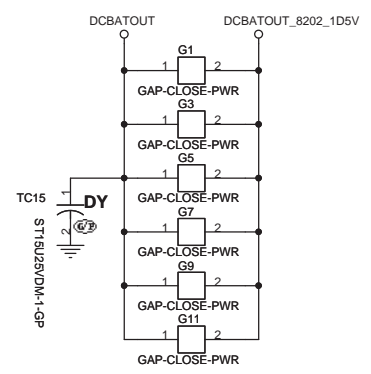 DCBATOUT DCBATOUT_8202_1D5V
G1
1 2
GAP-CLOSE-PWR
G3
1 2
GAP-CLOSE-PWR
G5
1 2
GAP-CLOSE-PWR
TC15
1
DY
2
G/P
ST15U25VDM-1-GP
G7
1 2
GAP-CLOSE-PWR
G9
1 2
GAP-CLOSE-PWR
G11
1 2
GAP-CLOSE-PWR